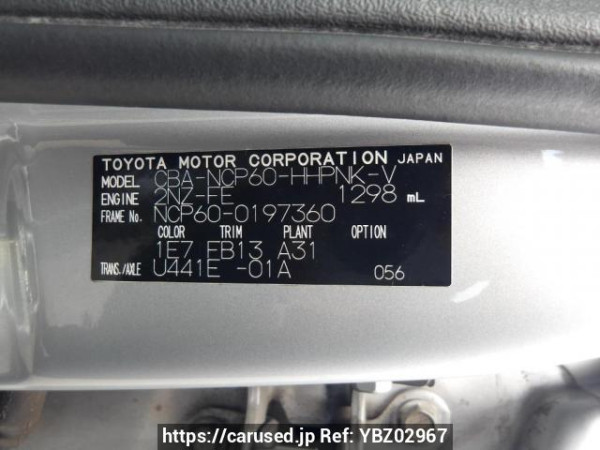 TOYOTA MOTOR CORPORATION JAPAN
MODEL CBA-NCP60-HHPNK-V
ENGINE 2NZ-FE 1298 mL
FRAME No. NCP60-0197360
COLOR TRIM PLANT OPTION
1E7 EB13 A31
TRANS./AXLE U441E -01A 056
https://carused.jp Ref: YBZ02967